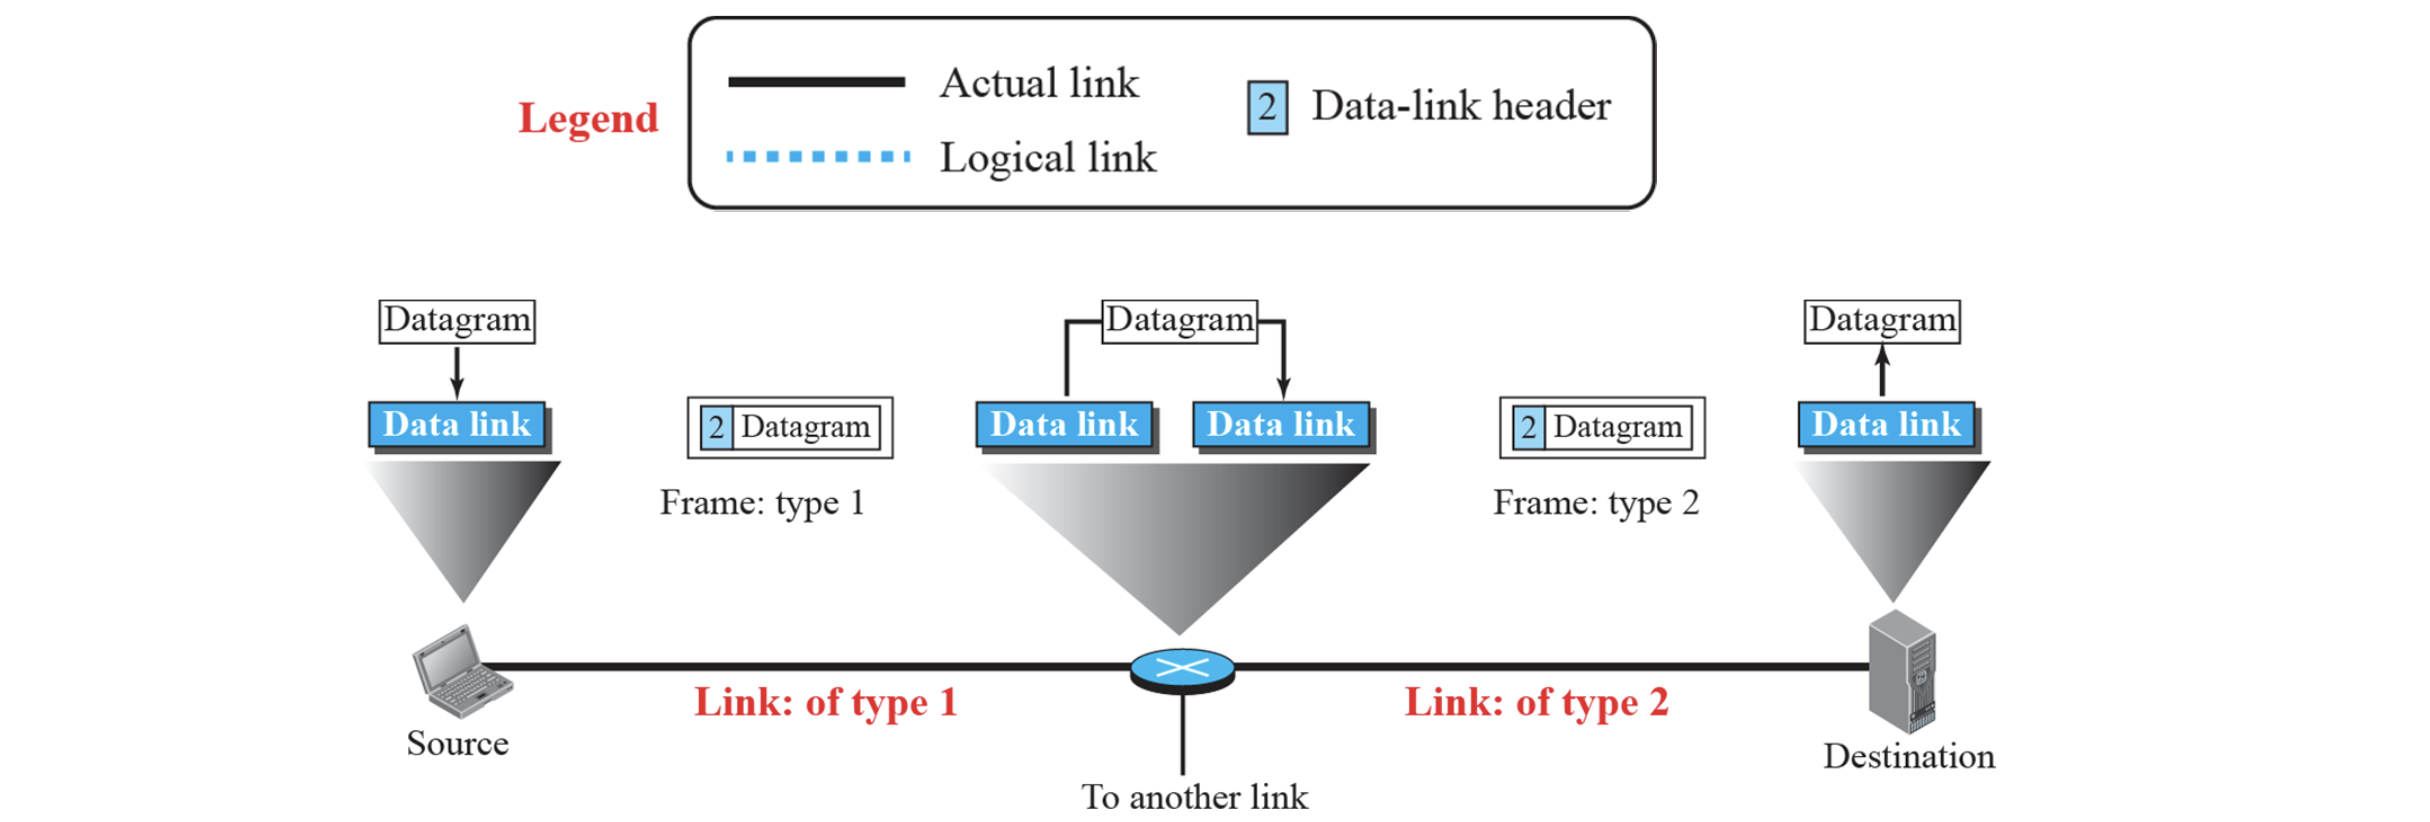 Legend
Actual link
Logical link
2 Data-link header
Datagram
Datagram
Datagram
Data link
2 Datagram
Data link
Data link
2 Datagram
Data link
Frame: type 1
Frame: type 2
Link: of type 1
Link: of type 2
Source
Destination
To another link